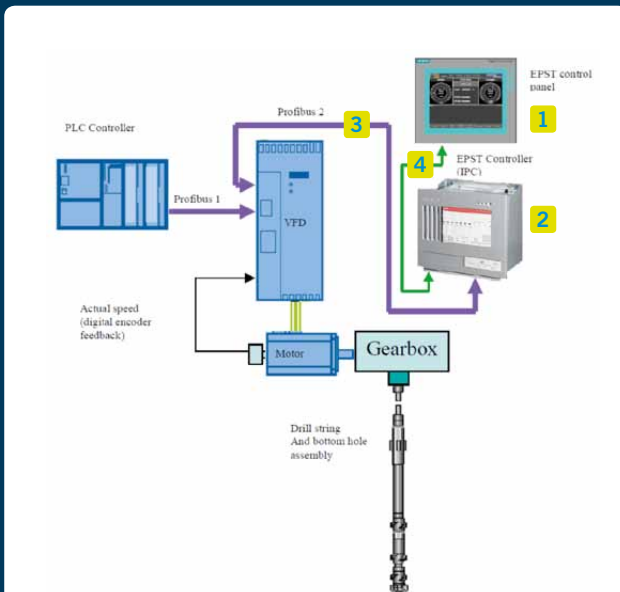 EPST control
panel
1
Profibus 2
3
PLC Controller
4
EPST Controller
(IPC)
2
Profibus 1
VFD
Actual speed
(digital encoder
feedback)
Motor
Gearbox
Drill string
And bottom hole
assembly